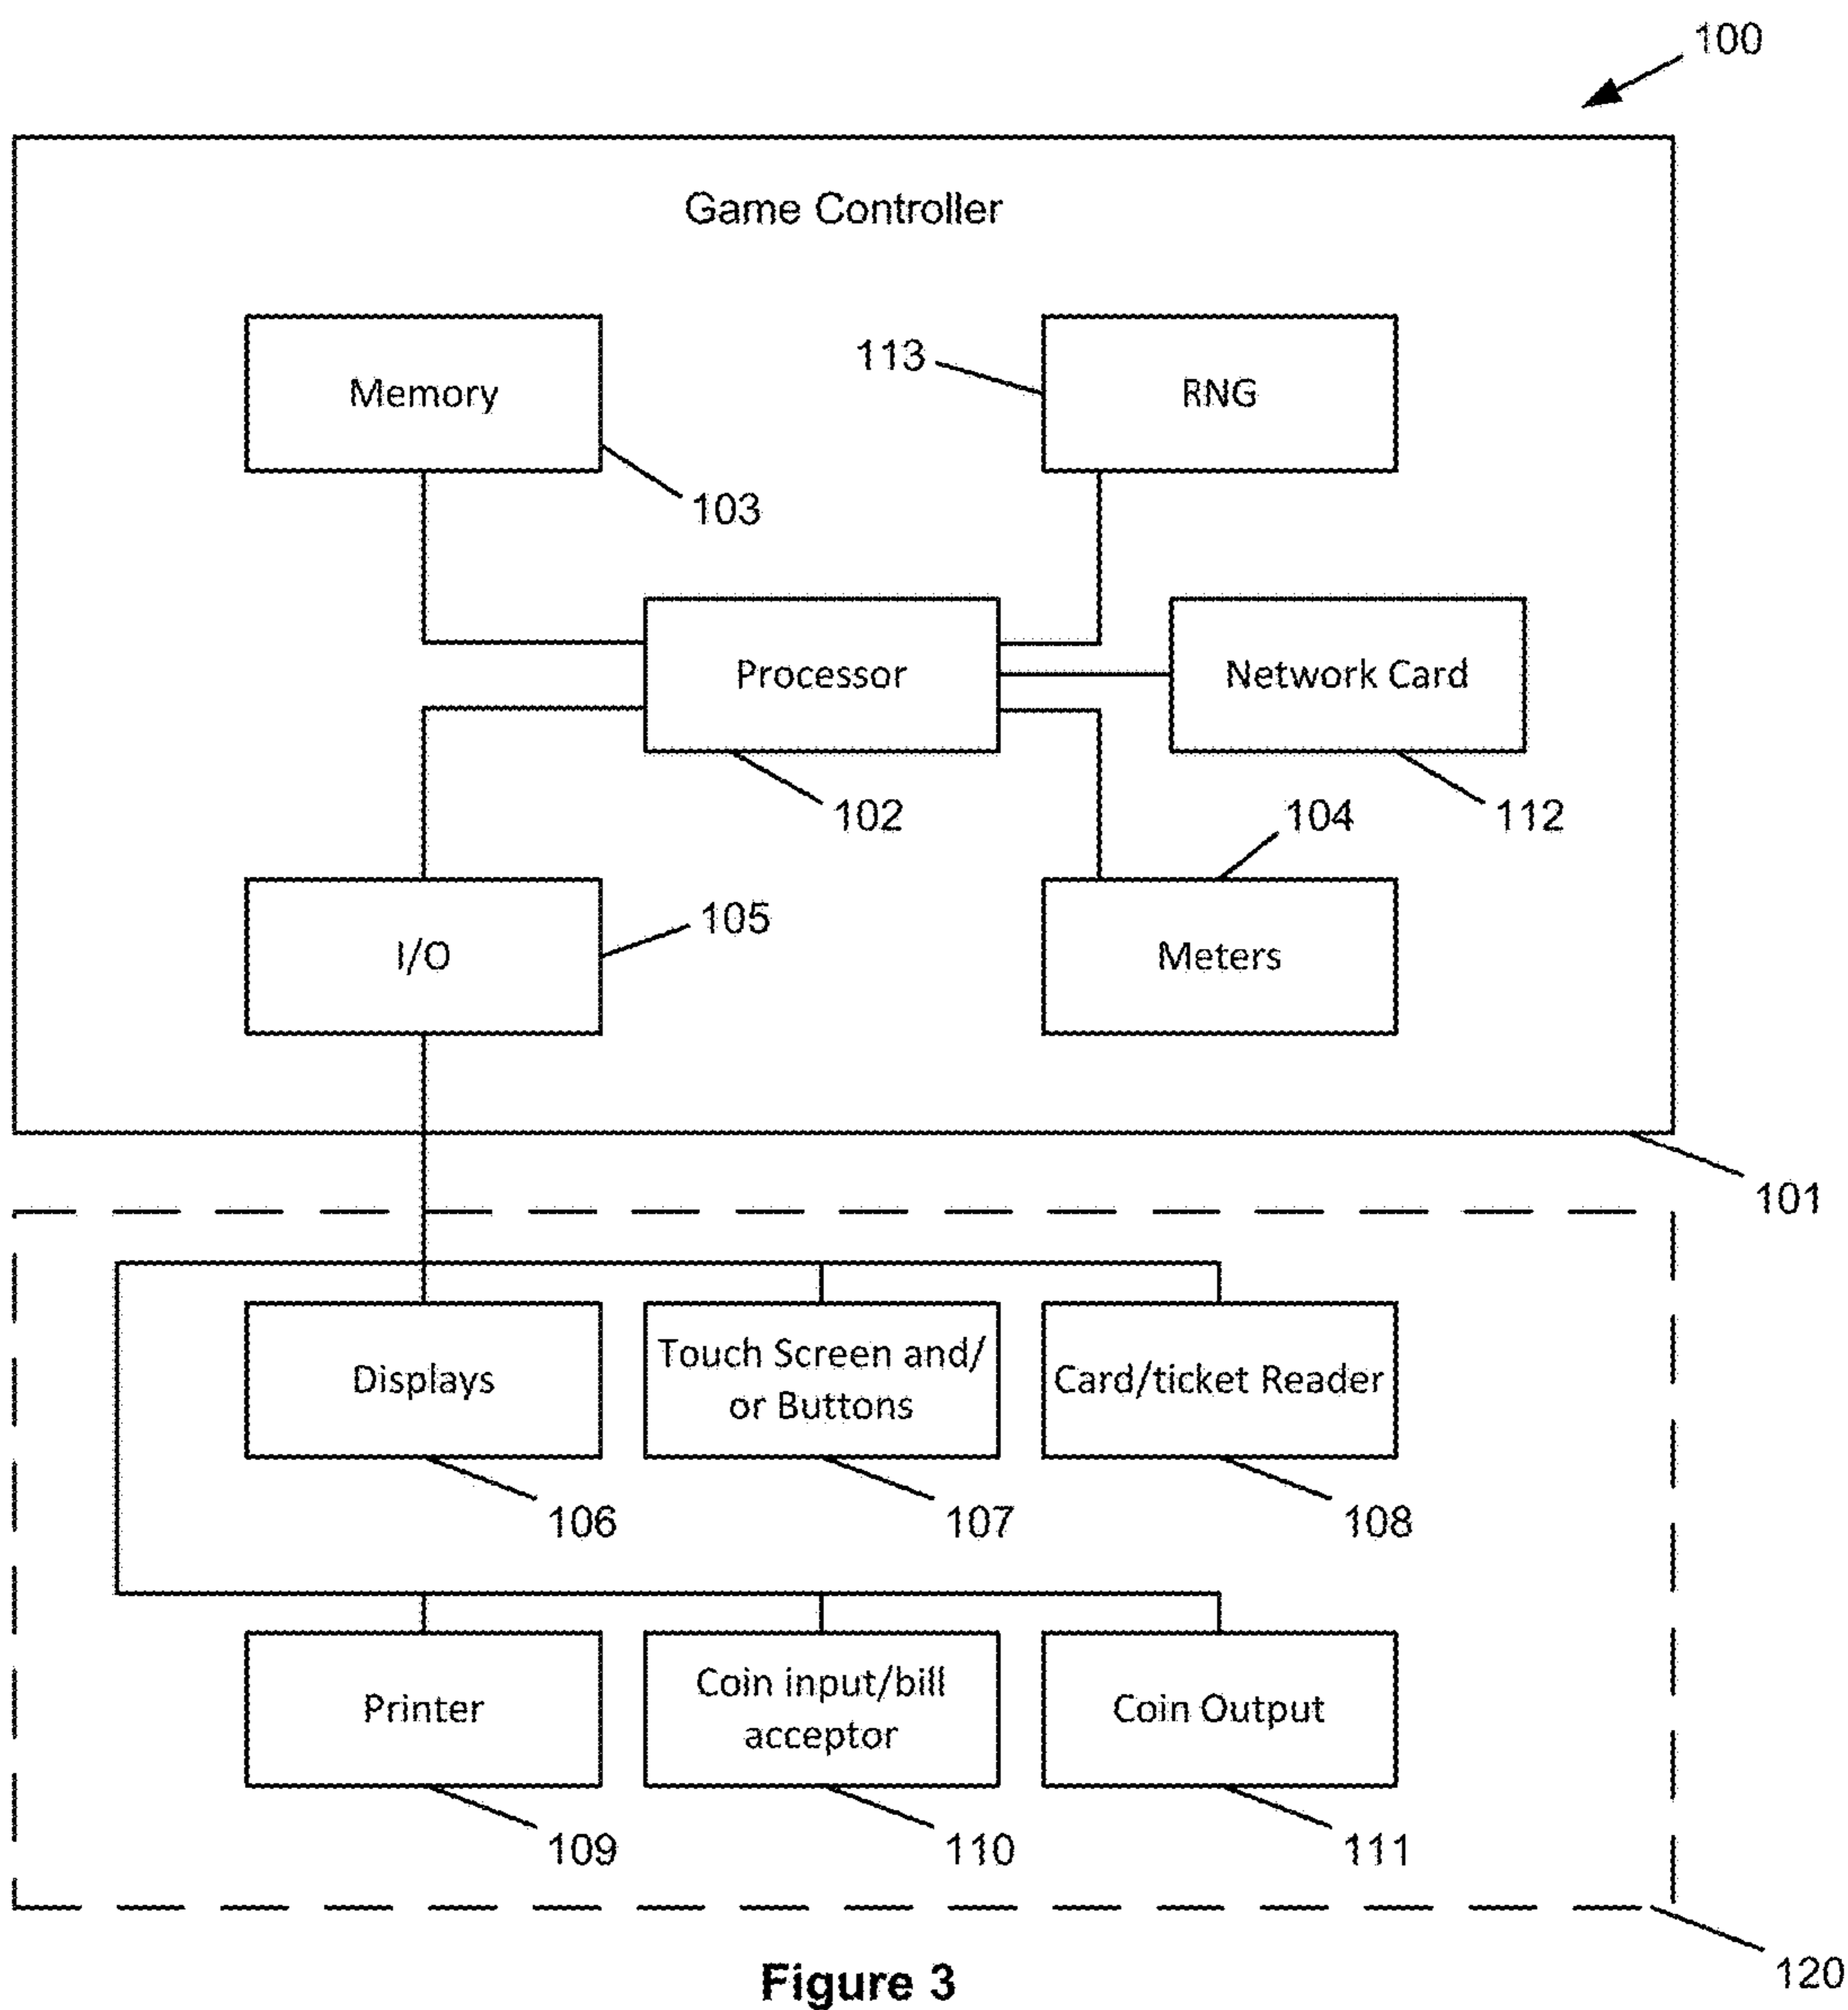 100
Game Controller
Memory
113
RNG
103
Processor
Network Card
102
104
112
I/O
105
Meters
101
Displays
Touch Screen and/
or Buttons
Card/ticket Reader
106
107
108
Printer
Coin input/bill
acceptor
Coin Output
109
110
111
120
Figure 3